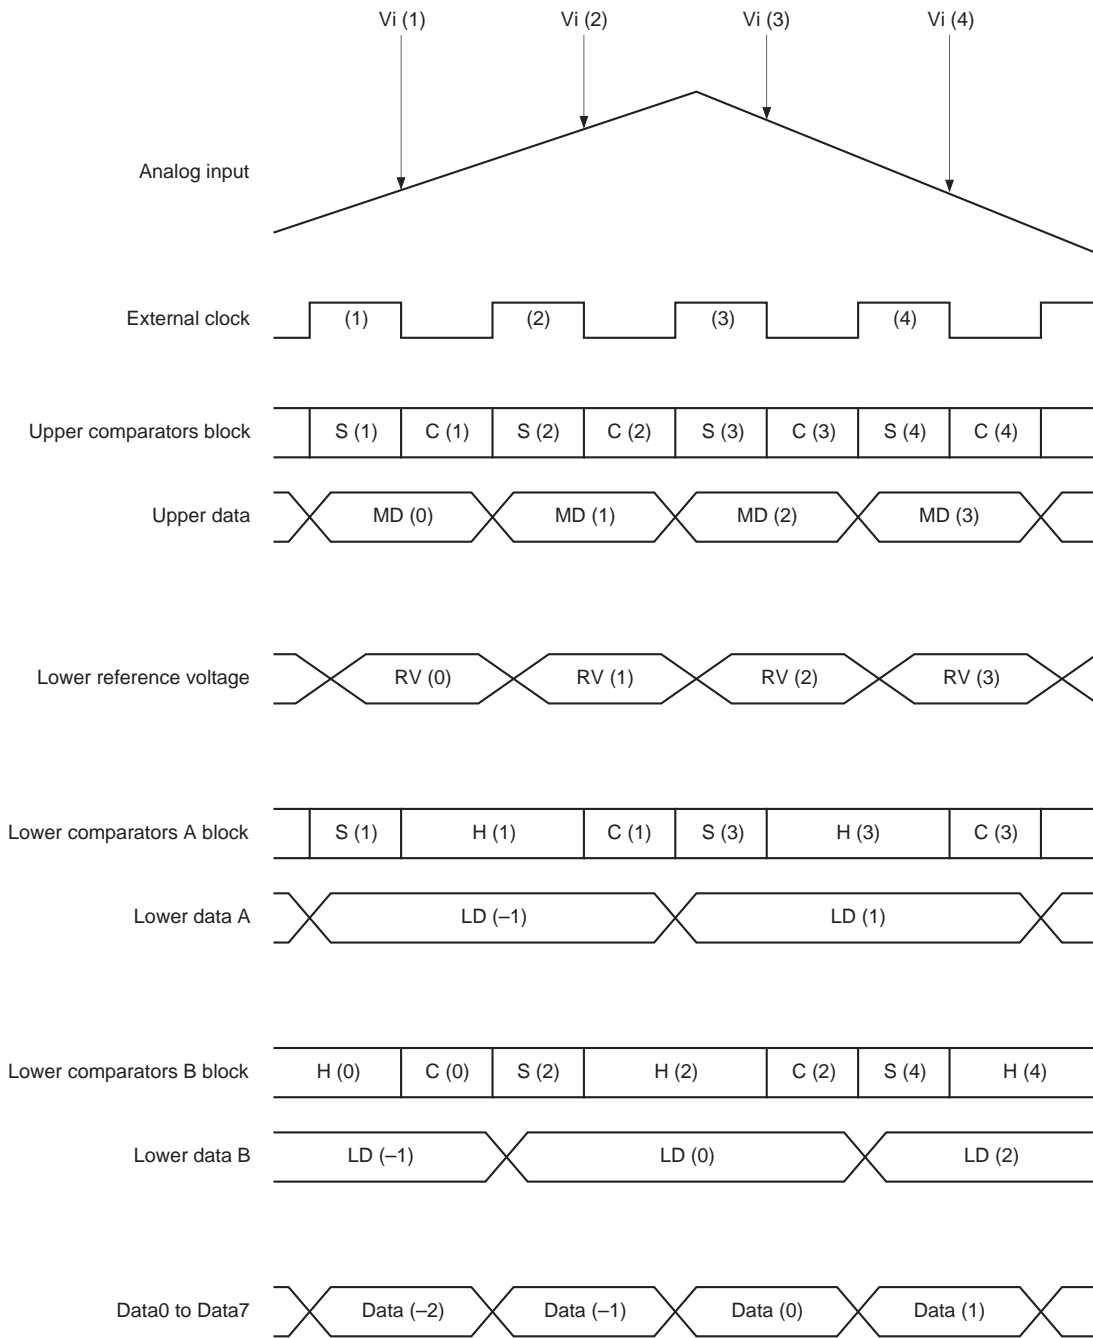 Vi (1) Vi (2) Vi (3) Vi (4)
Analog input
External clock (1) (2) (3) (4)
Upper comparators block S (1) C (1) S (2) C (2) S (3) C (3) S (4) C (4)
Upper data MD (0) MD (1) MD (2) MD (3)
Lower reference voltage RV (0) RV (1) RV (2) RV (3)
Lower comparators A block S (1) H (1) C (1) S (3) H (3) C (3)
Lower data A LD (–1) LD (1)
Lower comparators B block H (0) C (0) S (2) H (2) C (2) S (4) H (4)
Lower data B LD (–1) LD (0) LD (2)
Data0 to Data7 Data (–2) Data (–1) Data (0) Data (1)